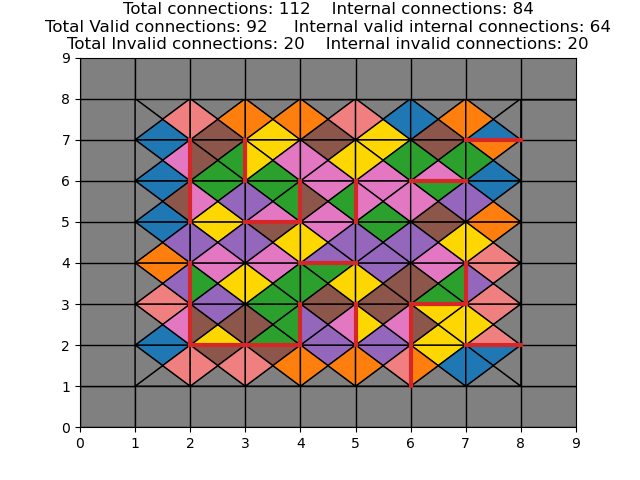 Total connections: 112    Internal connections: 84
Total Valid connections: 92     Internal valid internal connections: 64
Total Invalid connections: 20    Internal invalid connections: 20
9
8
7
6
5
4
3
2
1
0
0 1 2 3 4 5 6 7 8 9